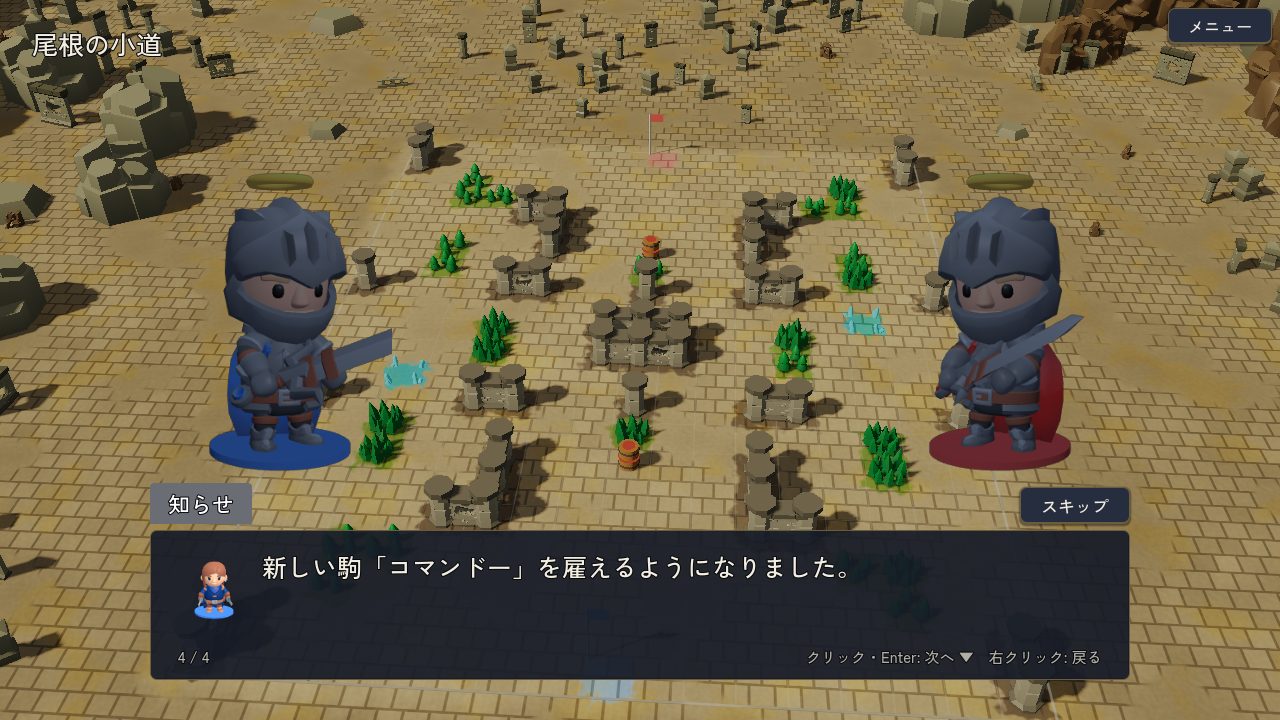 尾根の小道
メニュー
知らせ
スキップ
新しい駒「コマンドー」を雇えるようになりました。
4 / 4
クリック・Enter: 次へ ▼ 右クリック: 戻る